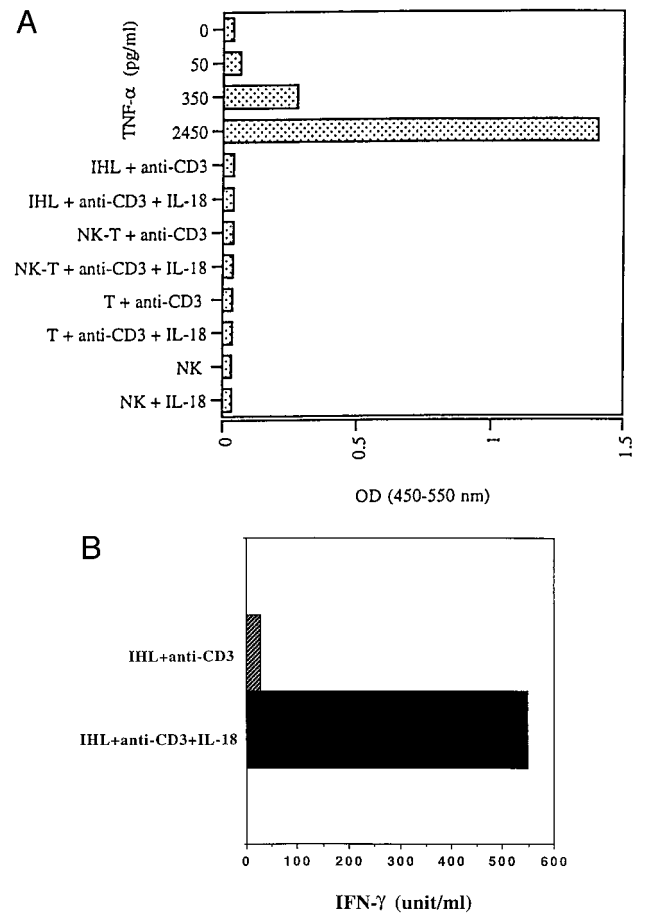 A
TNF-α (pg/ml)
0
50
350
2450
IHL + anti-CD3
IHL + anti-CD3 + IL-18
NK-T + anti-CD3
NK-T + anti-CD3 + IL-18
T + anti-CD3
T + anti-CD3 + IL-18
NK
NK + IL-18
0 0.5 1 1.5
OD (450-550 nm)
B
IHL+anti-CD3
IHL+anti-CD3+IL-18
0 100 200 300 400 500 600
IFN-γ (unit/ml)